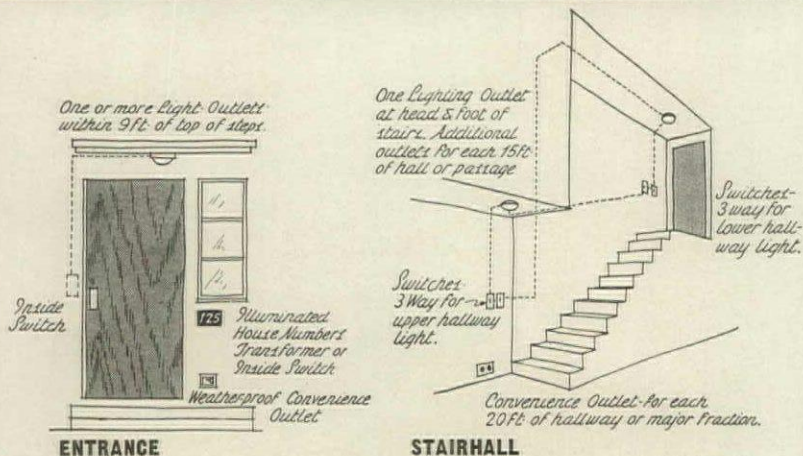 One or more Light Outlets
within 9ft of top of steps.
Inside
Switch
125
Illuminated
House Numbers
Transformer or
Inside Switch
Weatherproof Convenience
Outlet
ENTRANCE
One Lighting Outlet
at head & foot of
stairs. Additional
outlets for each 15ft
of hall or passage
Switches-
3 way for
lower hall-
way light.
Switches-
3 Way for
upper hallway
light.
Convenience Outlet-for each
20ft of hallway or major fraction.
STAIRHALL